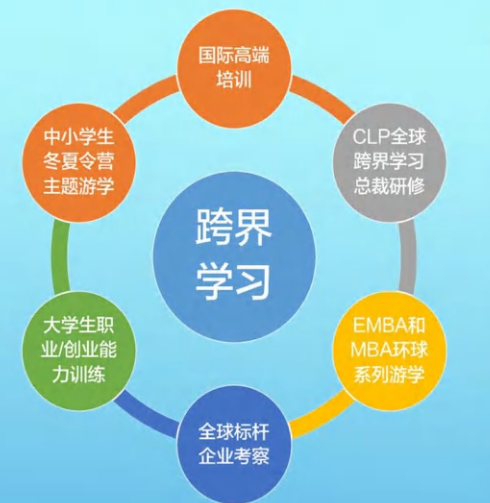 国际高端
培训
中小学生
冬夏令营
主题游学
CLP全球
跨界学习
总裁研修
跨界
学习
大学生职
业/创业能
力训练
EMBA和
MBA环球
系列游学
全球标杆
企业考察